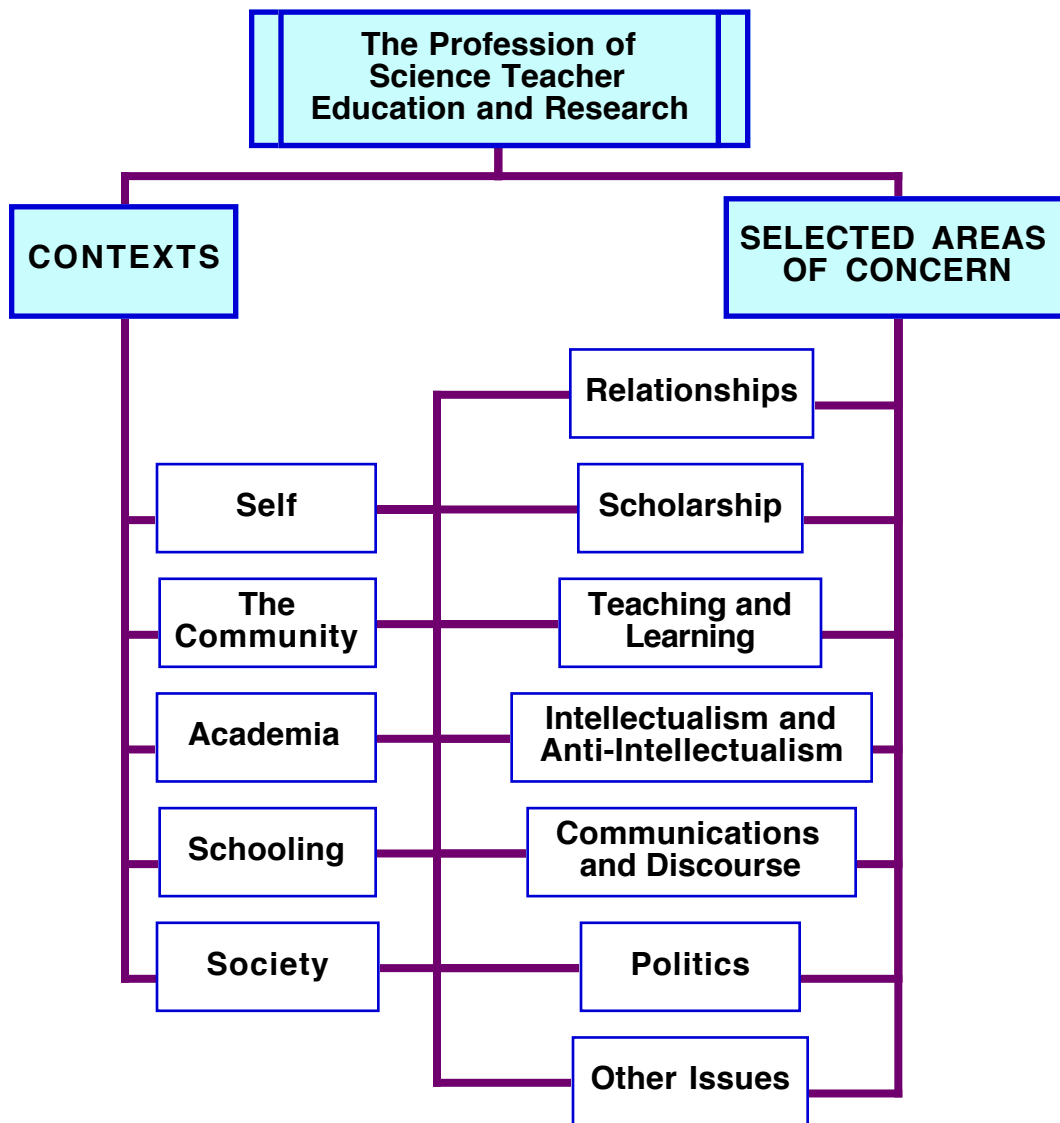 The Profession of
Science Teacher
Education and Research
CONTEXTS
SELECTED AREAS
OF CONCERN
Relationships
Self
Scholarship
The
Community
Teaching and
Learning
Academia
Intellectualism and
Anti-Intellectualism
Schooling
Communications
and Discourse
Society
Politics
Other Issues